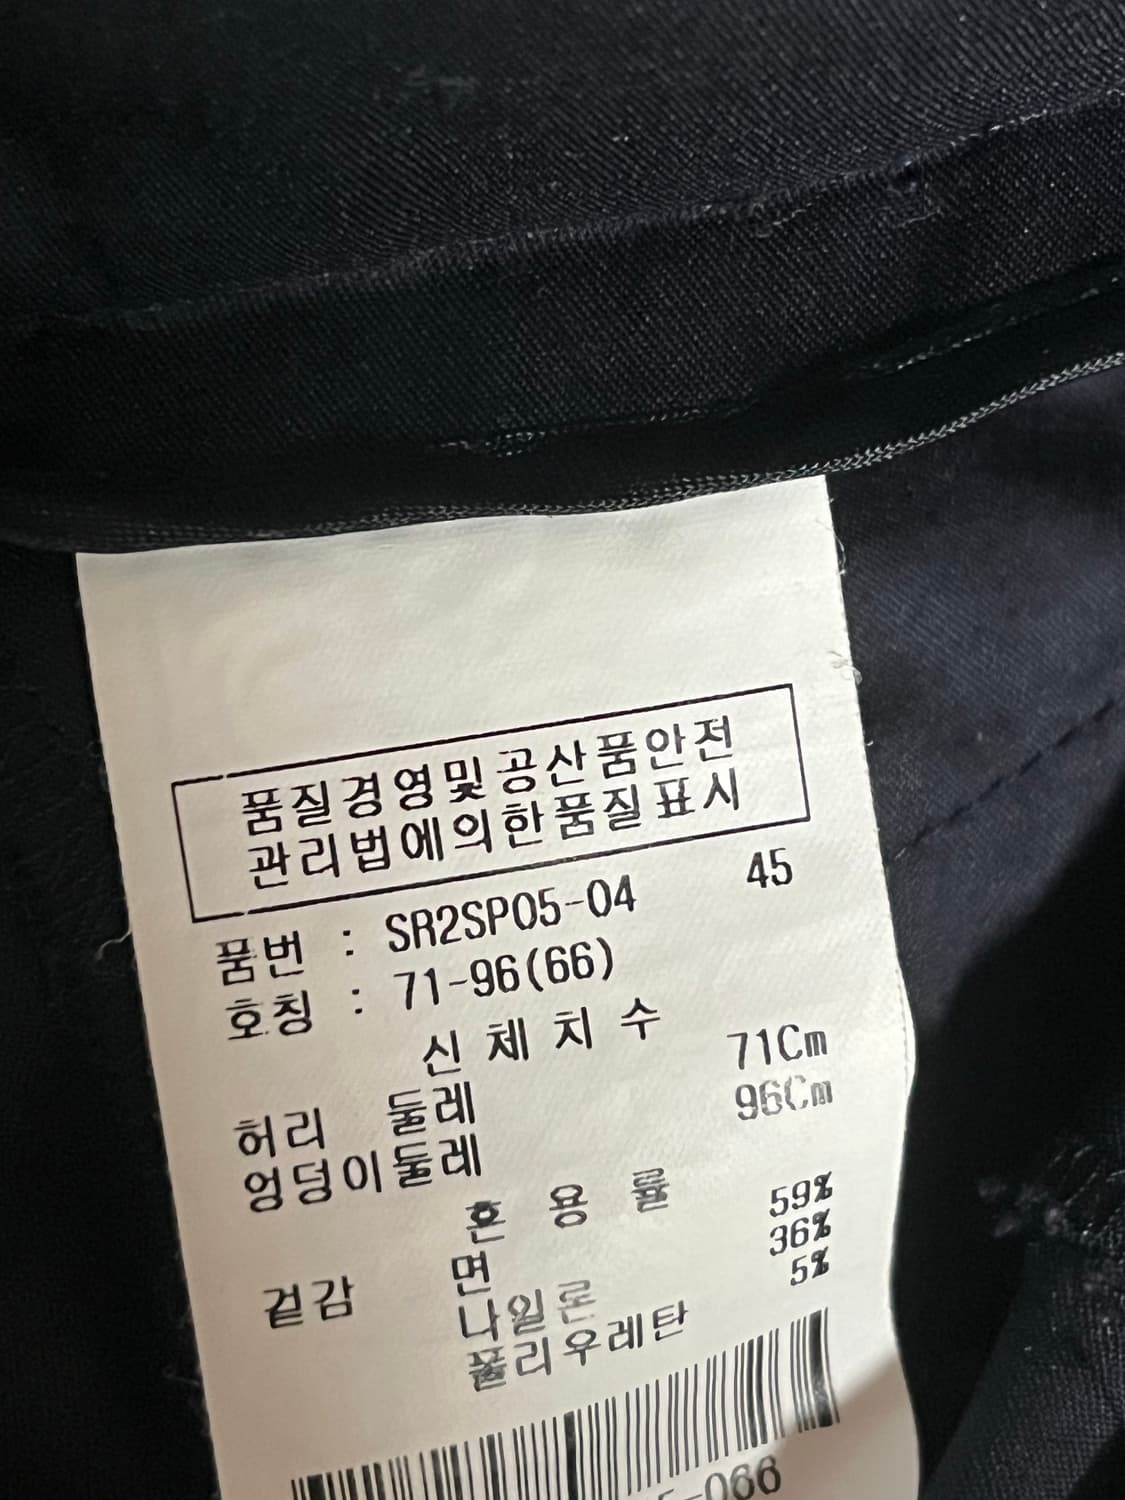 품질경영및공산품안전
관리법에의한품질표시
품번 : SR2SP05-04 45
호칭 : 71-96(66)
신 체 치 수
허리 둘레 71Cm
엉덩이둘레 96Cm
혼 용 률
겉감 면 59%
나일론 36%
폴리우레탄 5%
-066